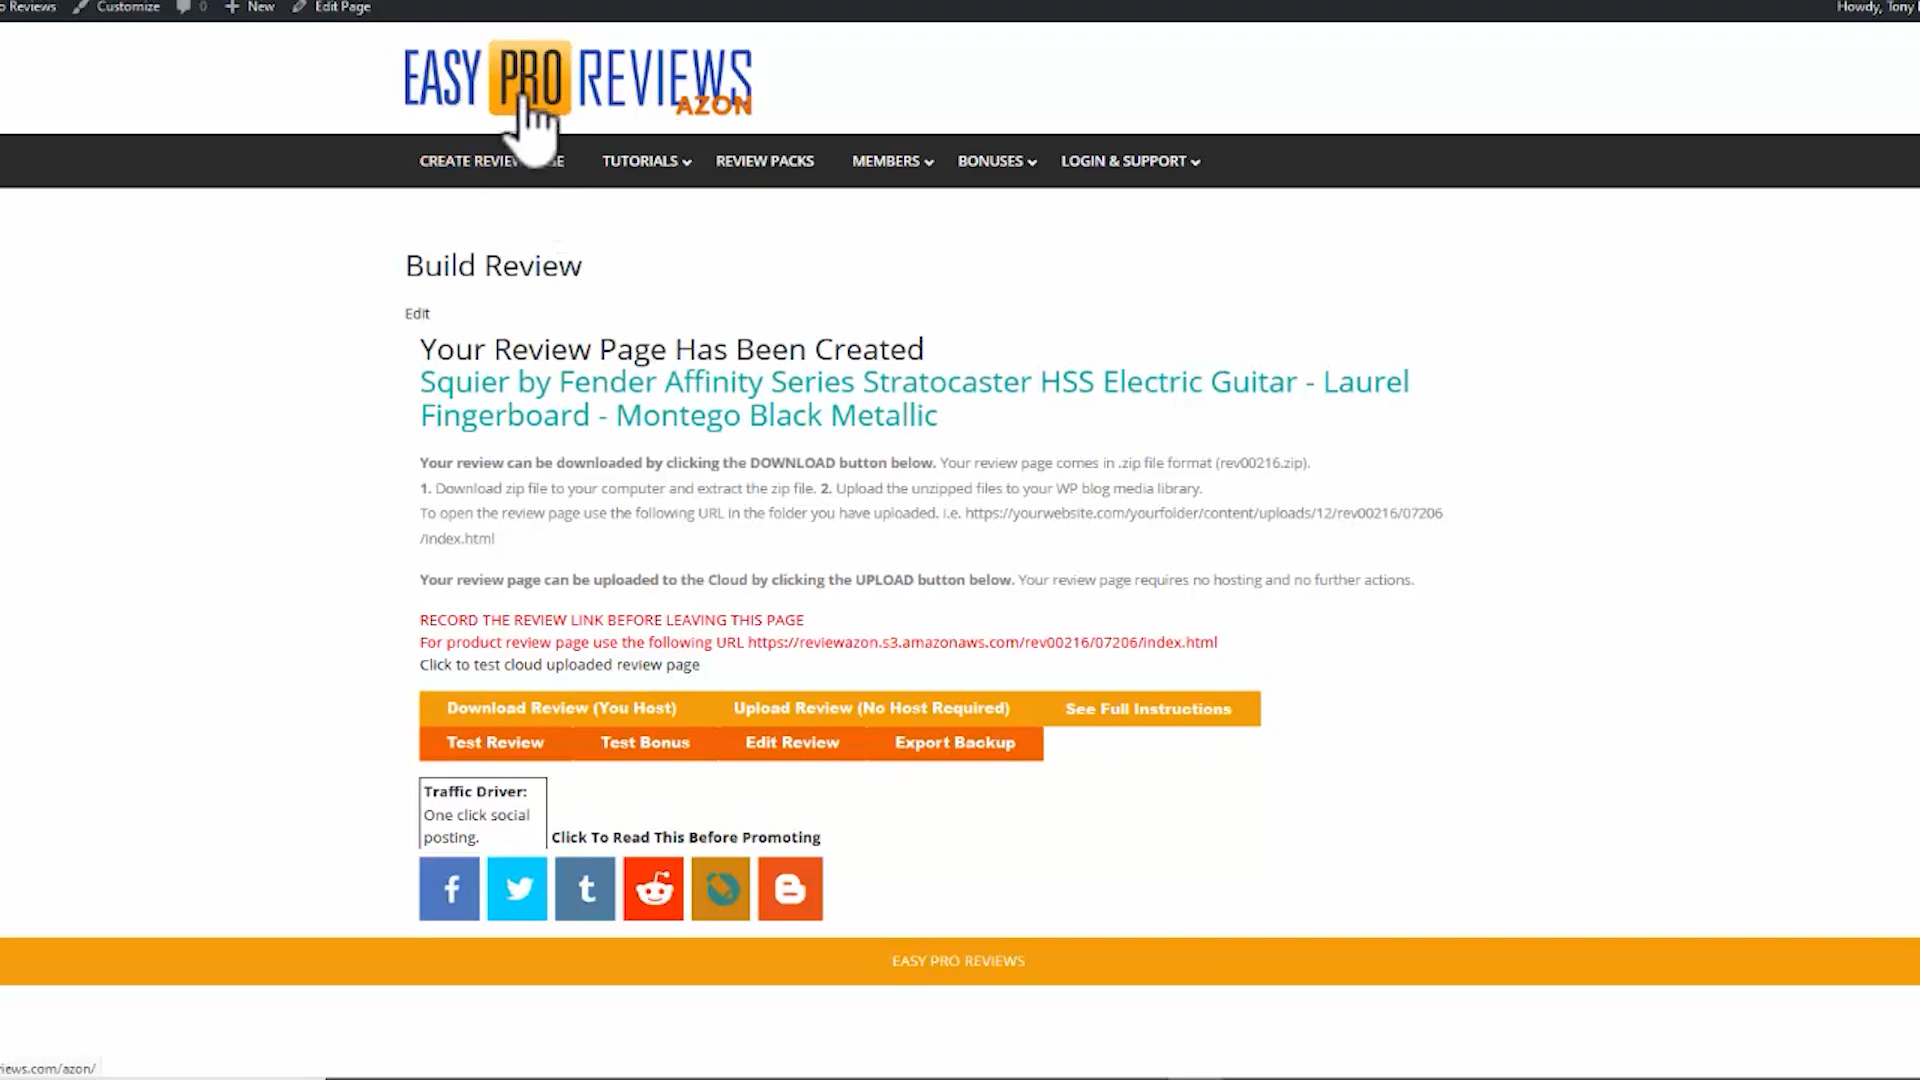 o Reviews Customize 0 New Edit Page Howdy, Tony
EASY PRO REVIEWS
AZON
CREATE REVIEW TUTORIALS REVIEW PACKS MEMBERS BONUSES LOGIN & SUPPORT
Build Review
Edit
Your Review Page Has Been Created
Squier by Fender Affinity Series Stratocaster HSS Electric Guitar - Laurel
Fingerboard - Montego Black Metallic
Your review can be downloaded by clicking the DOWNLOAD button below. Your review page comes in .zip file format (rev00216.zip).
1. Download zip file to your computer and extract the zip file. 2. Upload the unzipped files to your WP blog media library.
To open the review page use the following URL in the folder you have uploaded. i.e. https://yourwebsite.com/yourfolder/content/uploads/12/rev00216/07206
/index.html
Your review page can be uploaded to the Cloud by clicking the UPLOAD button below. Your review page requires no hosting and no further actions.
RECORD THE REVIEW LINK BEFORE LEAVING THIS PAGE
For product review page use the following URL https://reviewazon.s3.amazonaws.com/rev00216/07206/index.html
Click to test cloud uploaded review page
Download Review (You Host) Upload Review (No Host Required) See Full Instructions
Test Review Test Bonus Edit Review Export Backup
Traffic Driver:
One click social
posting.
Click To Read This Before Promoting
EASY PRO REVIEWS
iews.com/azon/